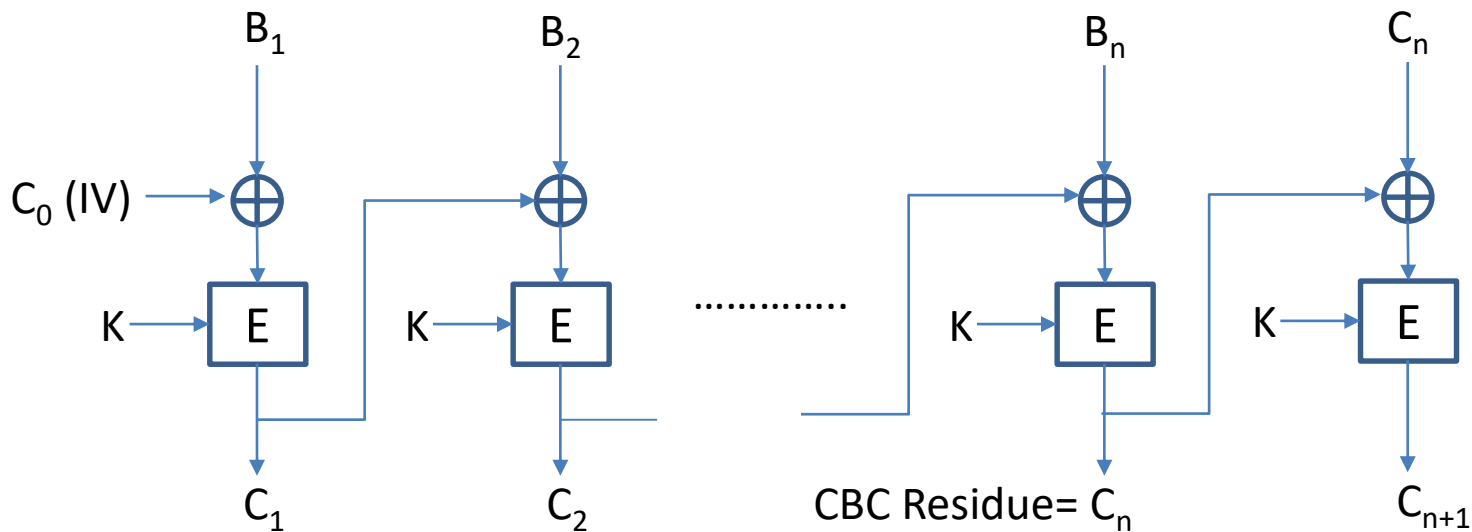 B₁ B₂ Bₙ Cₙ
C₀ (IV)
K E K E ………….. K E K E
C₁ C₂ CBC Residue= Cₙ Cₙ₊₁